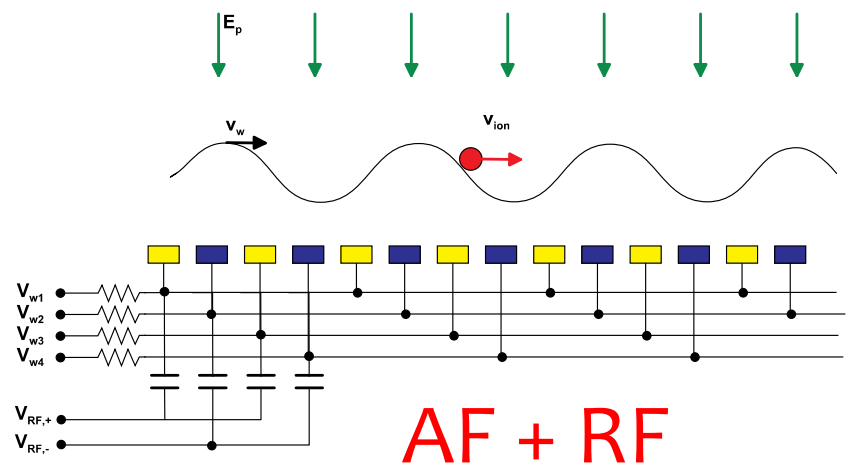 Ep
vw
vion
Vw1
Vw2
Vw3
Vw4
VRF,+
VRF,-
AF + RF